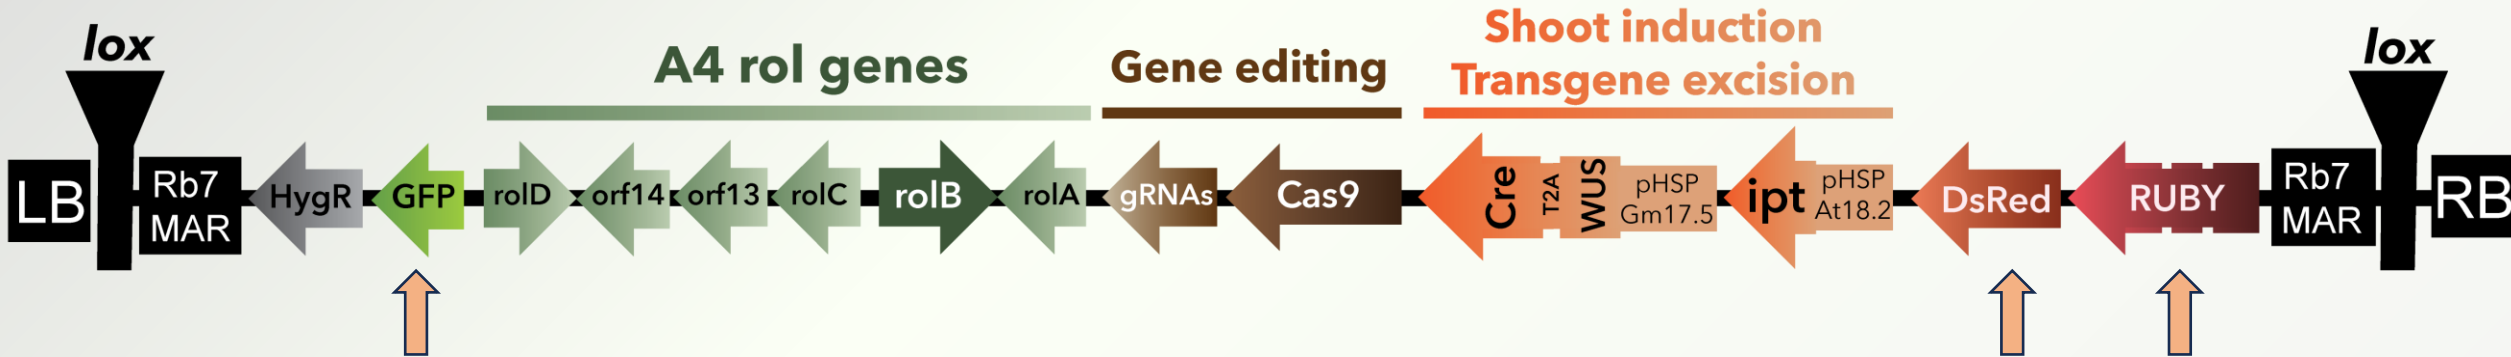 lox
A4 rol genes
Gene editing
Shoot induction
Transgene excision
lox
LB
Rb7
MAR
HygR
GFP
rolD
orf14
orf13
rolC
rolB
rolA
gRNAs
Cas9
Cre
T2A
WUS
pHSP
Gm17.5
ipt
pHSP
At18.2
DsRed
RUBY
Rb7
MAR
RB